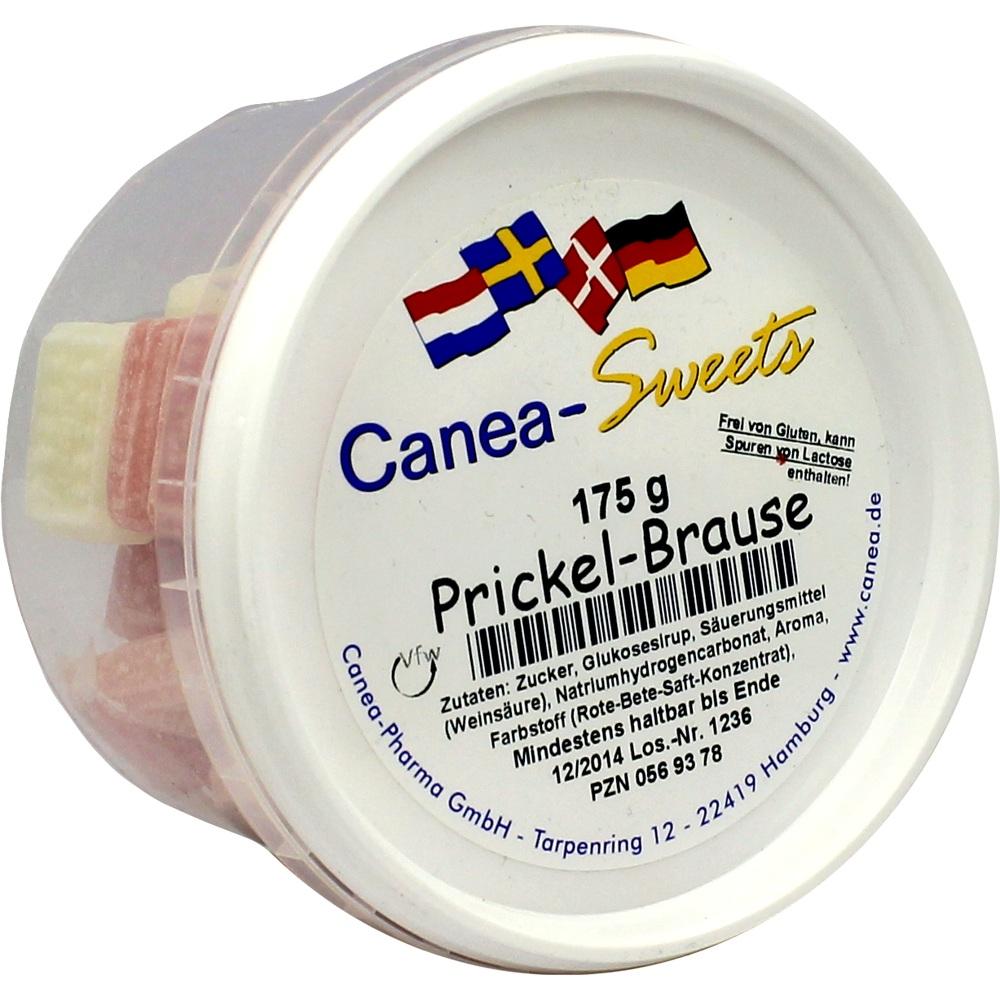 Canea-Sweets
Frei von Gluten, kann
Spuren von Lactose
enthalten!
175 g
Prickel-Brause
Vfw
Zutaten: Zucker, Glukosesirup, Säuerungsmittel
(Weinsäure), Natriumhydrogencarbonat, Aroma,
Farbstoff (Rote-Bete-Saft-Konzentrat),
Mindestens haltbar bis Ende
12/2014 Los.-Nr. 1236
PZN 056 93 78
Canea-Pharma GmbH - Tarpenring 12 - 22419 Hamburg - www.canea.de